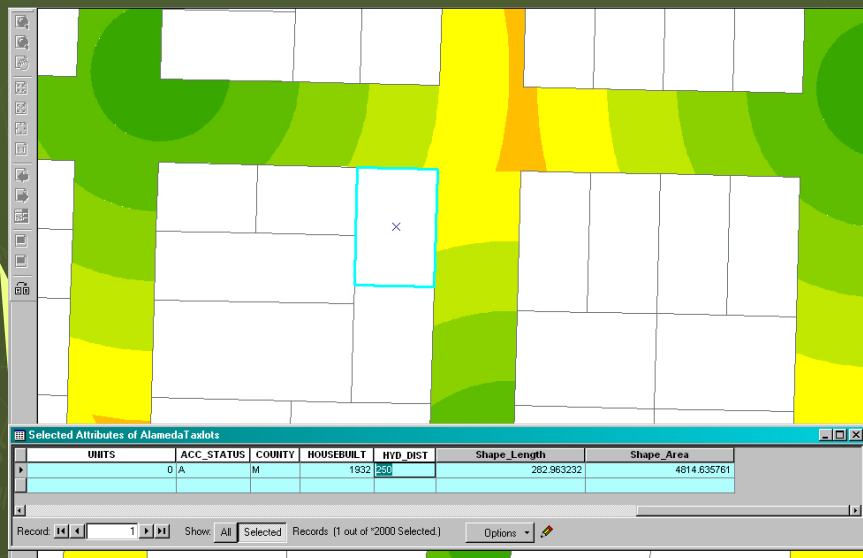 Selected Attributes of AlamedaTaxlots
UNITS ACC_STATUS COUNTY HOUSEBUILT HYD_DIST Shape_Length Shape_Area
0 A M 1932 250 282.963232 4814.635761
Record: 1 Show: All Selected Records (1 out of *2000 Selected.) Options